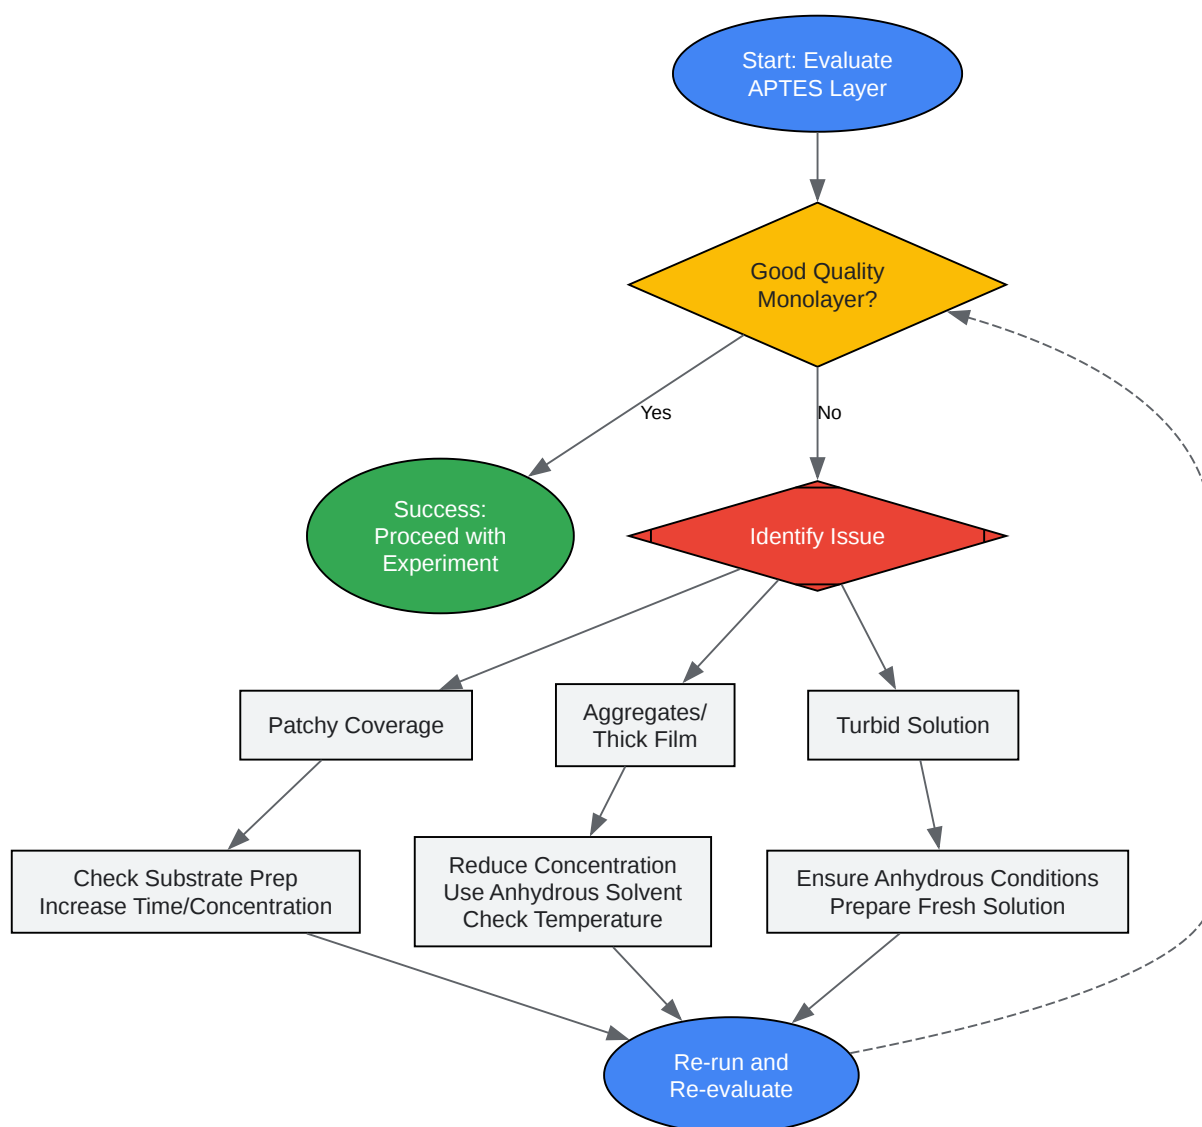 Start: Evaluate
APTES Layer
Good Quality
Monolayer?
Yes
No
Success:
Proceed with
Experiment
Identify Issue
Patchy Coverage
Aggregates/
Thick Film
Turbid Solution
Check Substrate Prep
Increase Time/Concentration
Reduce Concentration
Use Anhydrous Solvent
Check Temperature
Ensure Anhydrous Conditions
Prepare Fresh Solution
Re-run and
Re-evaluate